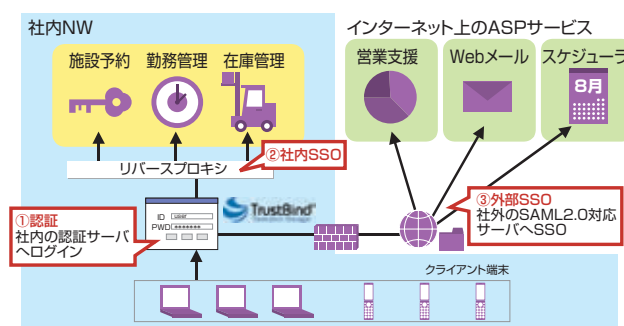 社内NW
インターネット上のASPサービス
施設予約
勤務管理
在庫管理
営業支援
Webメール
スケジューラ
8月
リバースプロキシ
②社内SSO
①認証
社内の認証サーバ
へログイン
ID user
PWD *******
TrustBind
③外部SSO
社外のSAML2.0対応
サーバへSSO
クライアント端末